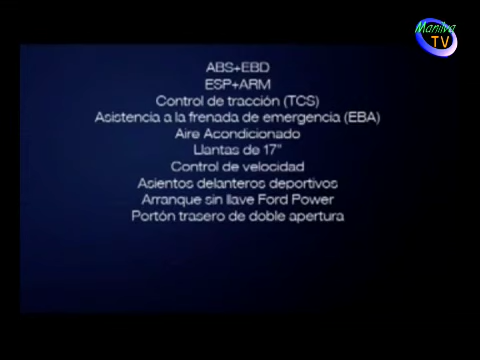 Manilva
TV
ABS+EBD
ESP+ARM
Control de tracción (TCS)
Asistencia a la frenada de emergencia (EBA)
Aire Acondicionado
Llantas de 17"
Control de velocidad
Asientos delanteros deportivos
Arranque sin llave Ford Power
Portón trasero de doble apertura